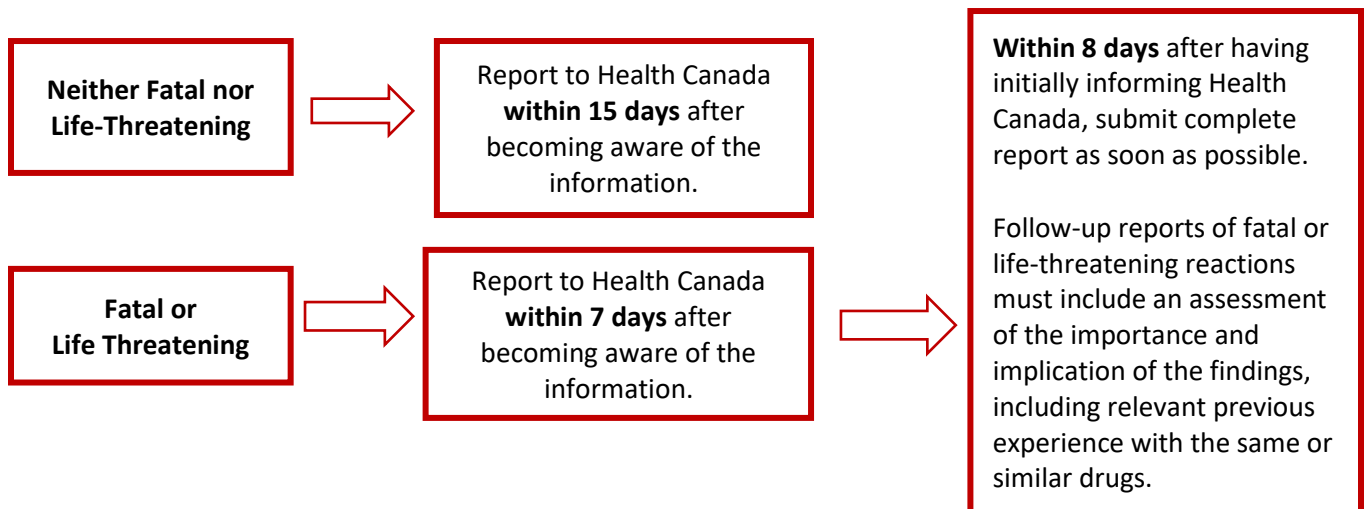 Neither Fatal nor
Life-Threatening
Report to Health Canada
within 15 days after
becoming aware of the
information.
Fatal or
Life Threatening
Report to Health Canada
within 7 days after
becoming aware of the
information.
Within 8 days after having
initially informing Health
Canada, submit complete
report as soon as possible.
Follow-up reports of fatal or
life-threatening reactions
must include an assessment
of the importance and
implication of the findings,
including relevant previous
experience with the same or
similar drugs.